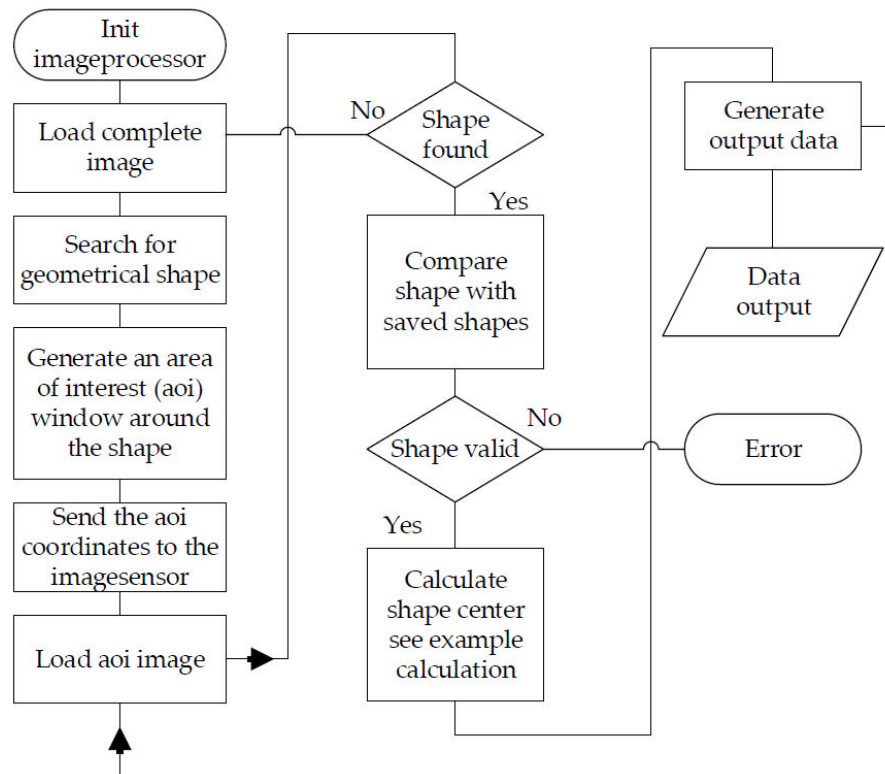 Init
imageprocessor
Load complete
image
Search for
geometrical shape
Generate an area
of interest (aoi)
window around
the shape
Send the aoi
coordinates to the
imagesensor
Load aoi image
No
Shape
found
Yes
Compare
shape with
saved shapes
No
Shape valid
Yes
Calculate
shape center
see example
calculation
Generate
output data
Data
output
Error